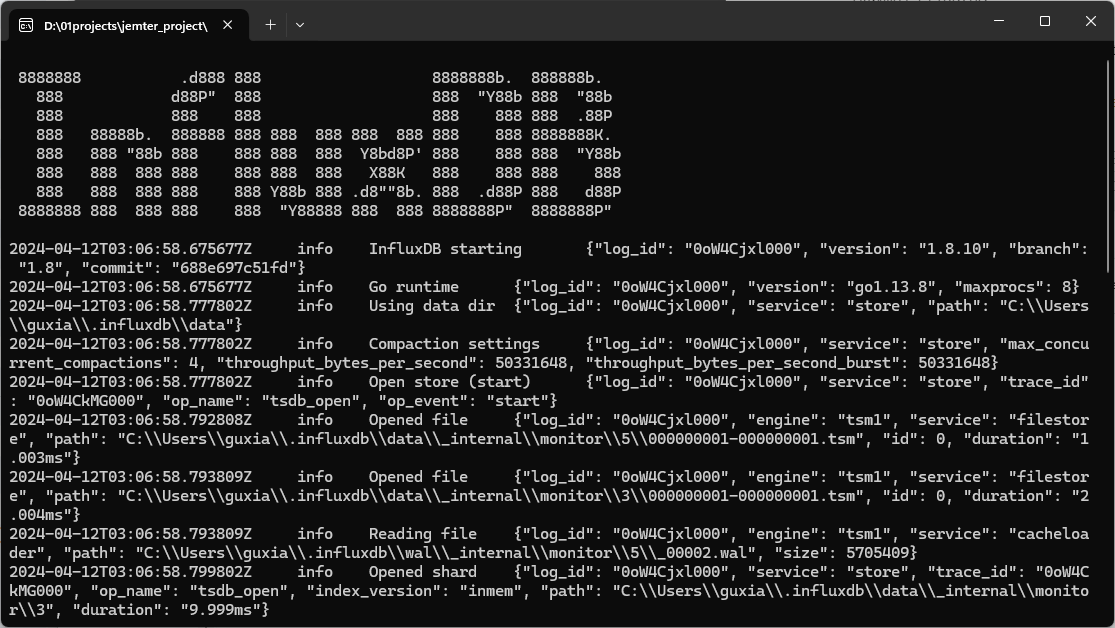 D:\01projects\jemter_project\
 8888888           .d888 888                   8888888b.  888888b.
   888            d88P"  888                   888  "Y88b 888  "88b
   888            888    888                   888    888 888  .88P
   888   88888b.  888888 888 888  888 888  888 888    888 8888888K.
   888   888 "88b 888    888 888  888  Y8bd8P' 888    888 888  "Y88b
   888   888  888 888    888 888  888   X88K   888    888 888    888
   888   888  888 888    888 Y88b 888 .d8""8b. 888  .d88P 888   d88P
 8888888 888  888 888    888  "Y88888 888  888 8888888P"  8888888P"
2024-04-12T03:06:58.675677Z     info    InfluxDB starting       {"log_id": "0oW4Cjxl000", "version": "1.8.10", "branch":
 "1.8", "commit": "688e697c51fd"}
2024-04-12T03:06:58.675677Z     info    Go runtime      {"log_id": "0oW4Cjxl000", "version": "go1.13.8", "maxprocs": 8}
2024-04-12T03:06:58.777802Z     info    Using data dir  {"log_id": "0oW4Cjxl000", "service": "store", "path": "C:\\Users
\\guxia\\.influxdb\\data"}
2024-04-12T03:06:58.777802Z     info    Compaction settings     {"log_id": "0oW4Cjxl000", "service": "store", "max_concu
rrent_compactions": 4, "throughput_bytes_per_second": 50331648, "throughput_bytes_per_second_burst": 50331648}
2024-04-12T03:06:58.777802Z     info    Open store (start)      {"log_id": "0oW4Cjxl000", "service": "store", "trace_id"
: "0oW4CkMG000", "op_name": "tsdb_open", "op_event": "start"}
2024-04-12T03:06:58.792808Z     info    Opened file     {"log_id": "0oW4Cjxl000", "engine": "tsm1", "service": "filestor
e", "path": "C:\\Users\\guxia\\.influxdb\\data\\_internal\\monitor\\5\\000000001-000000001.tsm", "id": 0, "duration": "1
.003ms"}
2024-04-12T03:06:58.793809Z     info    Opened file     {"log_id": "0oW4Cjxl000", "engine": "tsm1", "service": "filestor
e", "path": "C:\\Users\\guxia\\.influxdb\\data\\_internal\\monitor\\3\\000000001-000000001.tsm", "id": 0, "duration": "2
.004ms"}
2024-04-12T03:06:58.793809Z     info    Reading file    {"log_id": "0oW4Cjxl000", "engine": "tsm1", "service": "cacheloa
der", "path": "C:\\Users\\guxia\\.influxdb\\wal\\_internal\\monitor\\5\\_00002.wal", "size": 5705409}
2024-04-12T03:06:58.799802Z     info    Opened shard    {"log_id": "0oW4Cjxl000", "service": "store", "trace_id": "0oW4C
kMG000", "op_name": "tsdb_open", "index_version": "inmem", "path": "C:\\Users\\guxia\\.influxdb\\data\\_internal\\monito
r\\3", "duration": "9.999ms"}